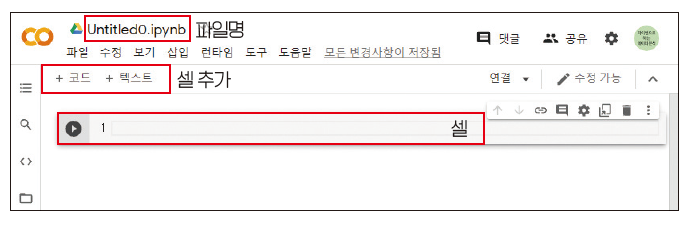 CO Untitled0.ipynb 파일명
댓글 공유
파일 수정 보기 삽입 런타임 도구 도움말 모든 변경사항이 저장됨
+ 코드 + 텍스트 셀 추가 연결 수정 가능
1 셀